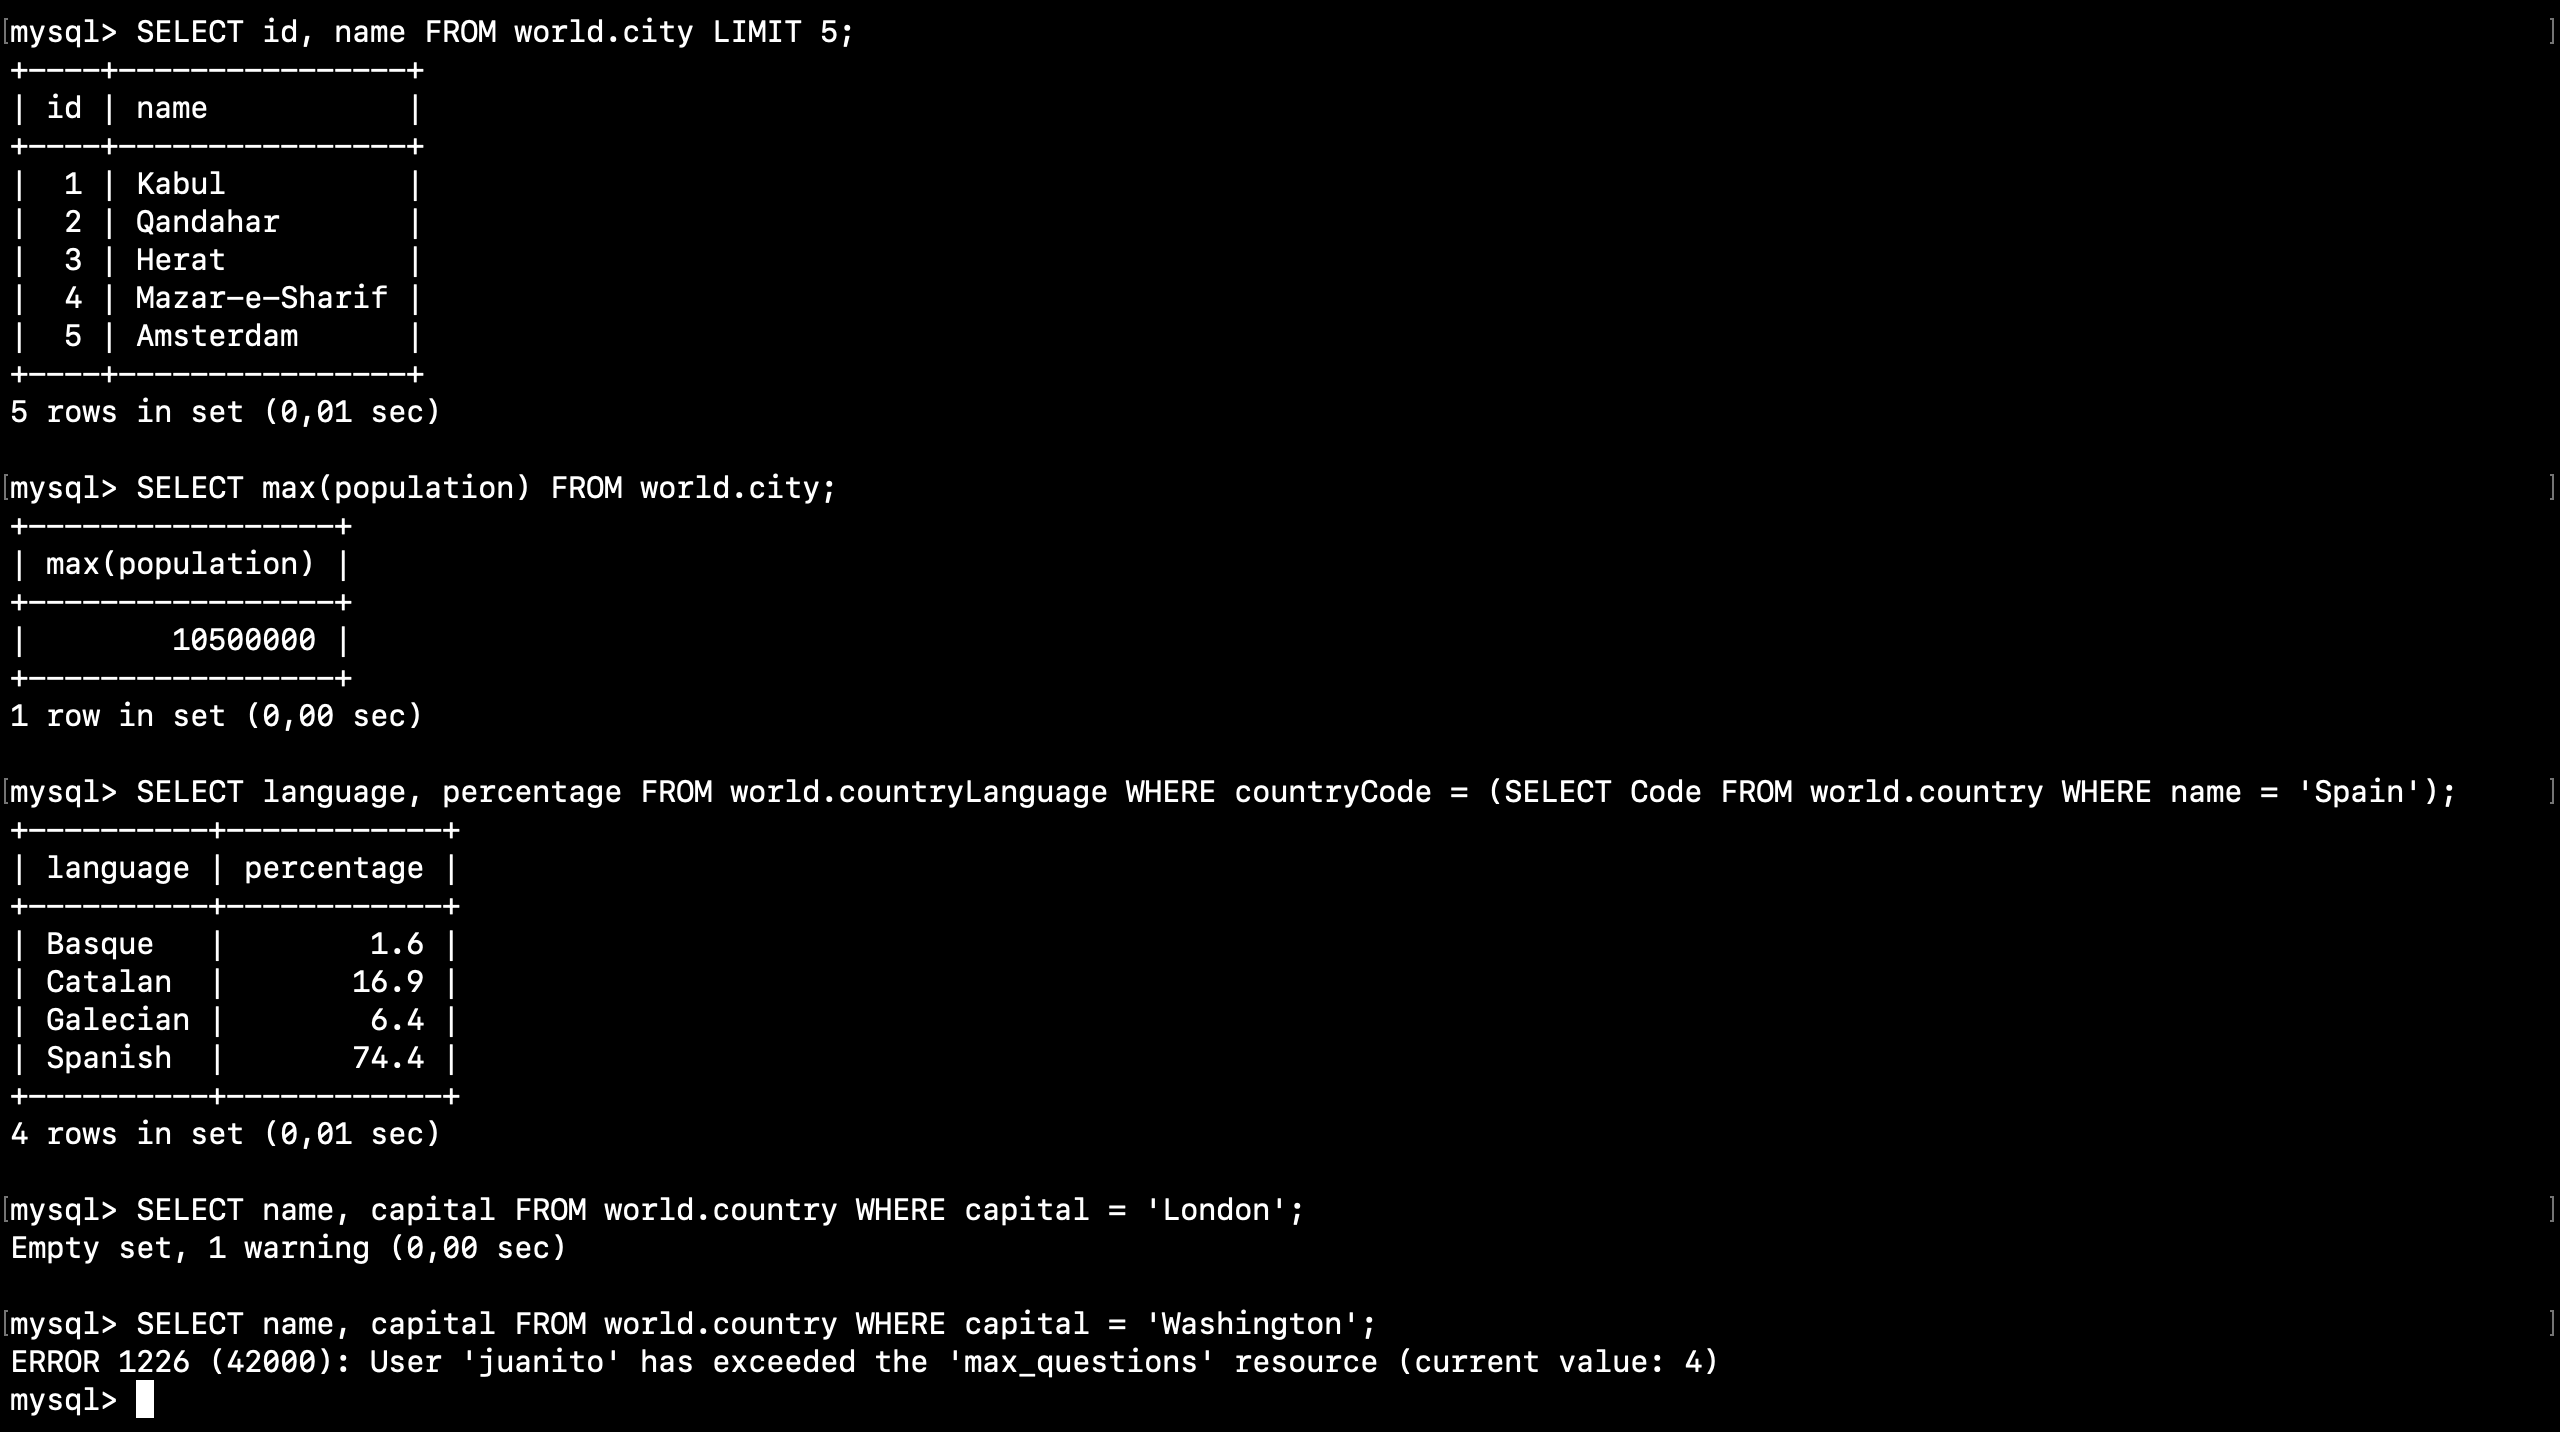 mysql> SELECT id, name FROM world.city LIMIT 5;
+----+----------------+
| id | name           |
+----+----------------+
|  1 | Kabul          |
|  2 | Qandahar       |
|  3 | Herat          |
|  4 | Mazar-e-Sharif |
|  5 | Amsterdam      |
+----+----------------+
5 rows in set (0,01 sec)

mysql> SELECT max(population) FROM world.city;
+-----------------+
| max(population) |
+-----------------+
|        10500000 |
+-----------------+
1 row in set (0,00 sec)

mysql> SELECT language, percentage FROM world.countryLanguage WHERE countryCode = (SELECT Code FROM world.country WHERE name = 'Spain');
+----------+------------+
| language | percentage |
+----------+------------+
| Basque   |        1.6 |
| Catalan  |       16.9 |
| Galecian |        6.4 |
| Spanish  |       74.4 |
+----------+------------+
4 rows in set (0,01 sec)

mysql> SELECT name, capital FROM world.country WHERE capital = 'London';
Empty set, 1 warning (0,00 sec)

mysql> SELECT name, capital FROM world.country WHERE capital = 'Washington';
ERROR 1226 (42000): User 'juanito' has exceeded the 'max_questions' resource (current value: 4)
mysql>